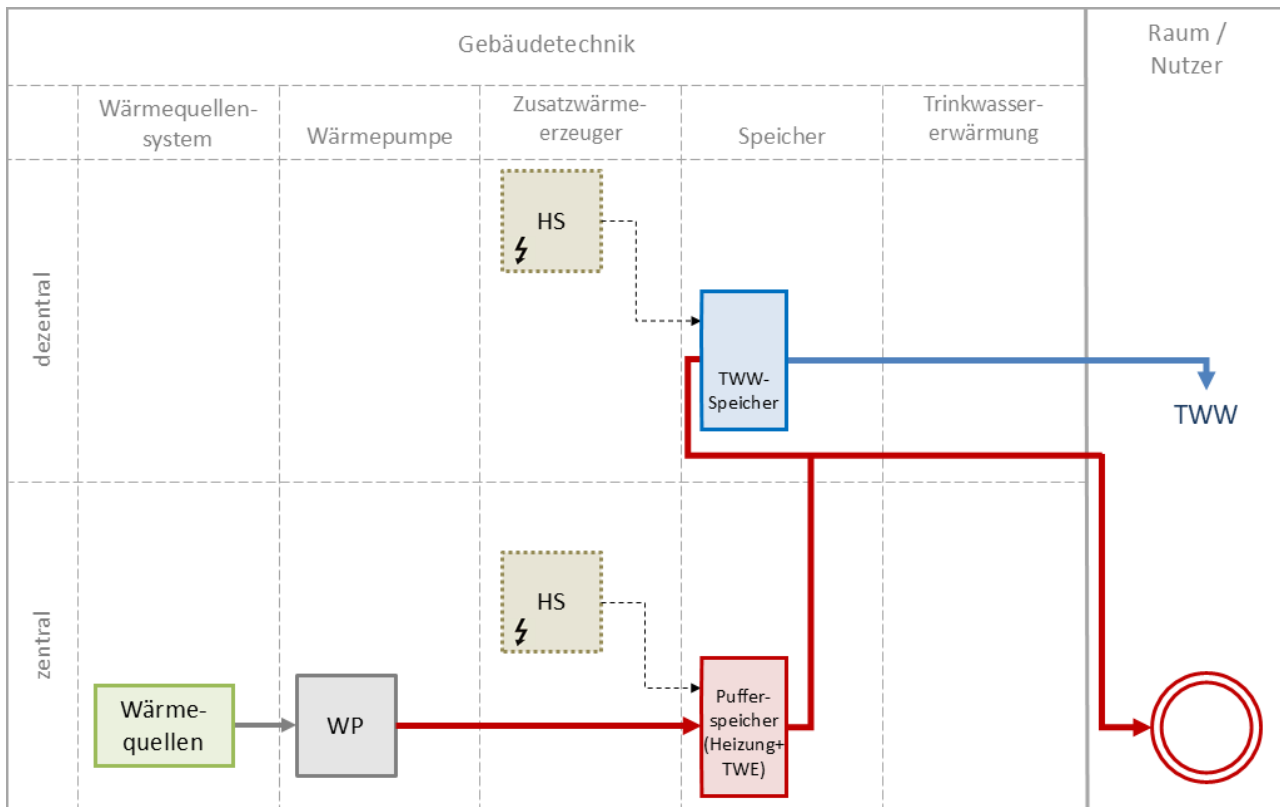 Gebäudetechnik
Raum /
Nutzer
Wärmequellen-
system
Wärmepumpe
Zusatzwärme-
erzeuger
Speicher
Trinkwasser-
erwärmung
dezentral
HS
TWW-
Speicher
TWW
zentral
HS
Wärme-
quellen
WP
Puffer-
speicher
(Heizung+
TWE)